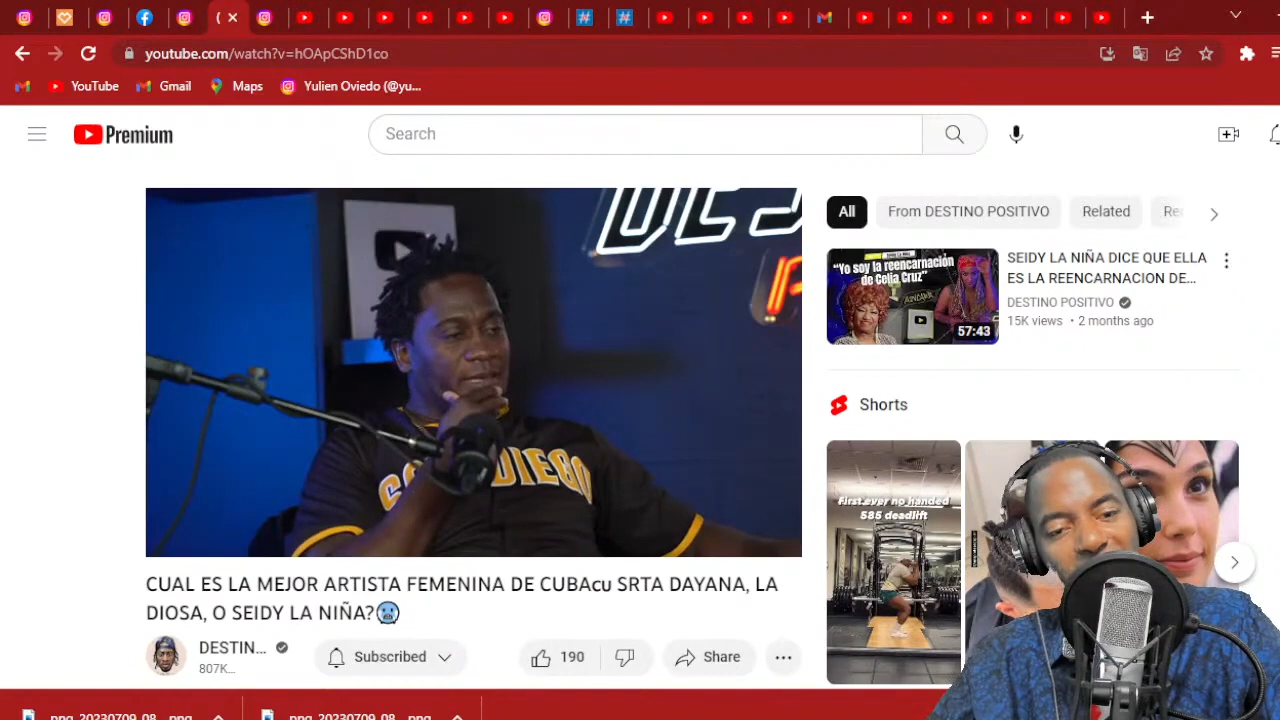 youtube.com/watch?v=hOApCShD1co
YouTube
Gmail
Maps
Yulien Oviedo (@yu...
Premium
Search
SAN DIEGO
All
From DESTINO POSITIVO
Related
"Yo soy la reencarnación
de Celia Cruz"
57:43
SEIDY LA NIÑA DICE QUE ELLA
ES LA REENCARNACION DE...
DESTINO POSITIVO
15K views • 2 months ago
Shorts
First ever no handed
585 deadlift
CUAL ES LA MEJOR ARTISTA FEMENINA DE CUBAcu SRTA DAYANA, LA
DIOSA, O SEIDY LA NIÑA?🥶
DESTIN...
807K...
Subscribed
190
Share